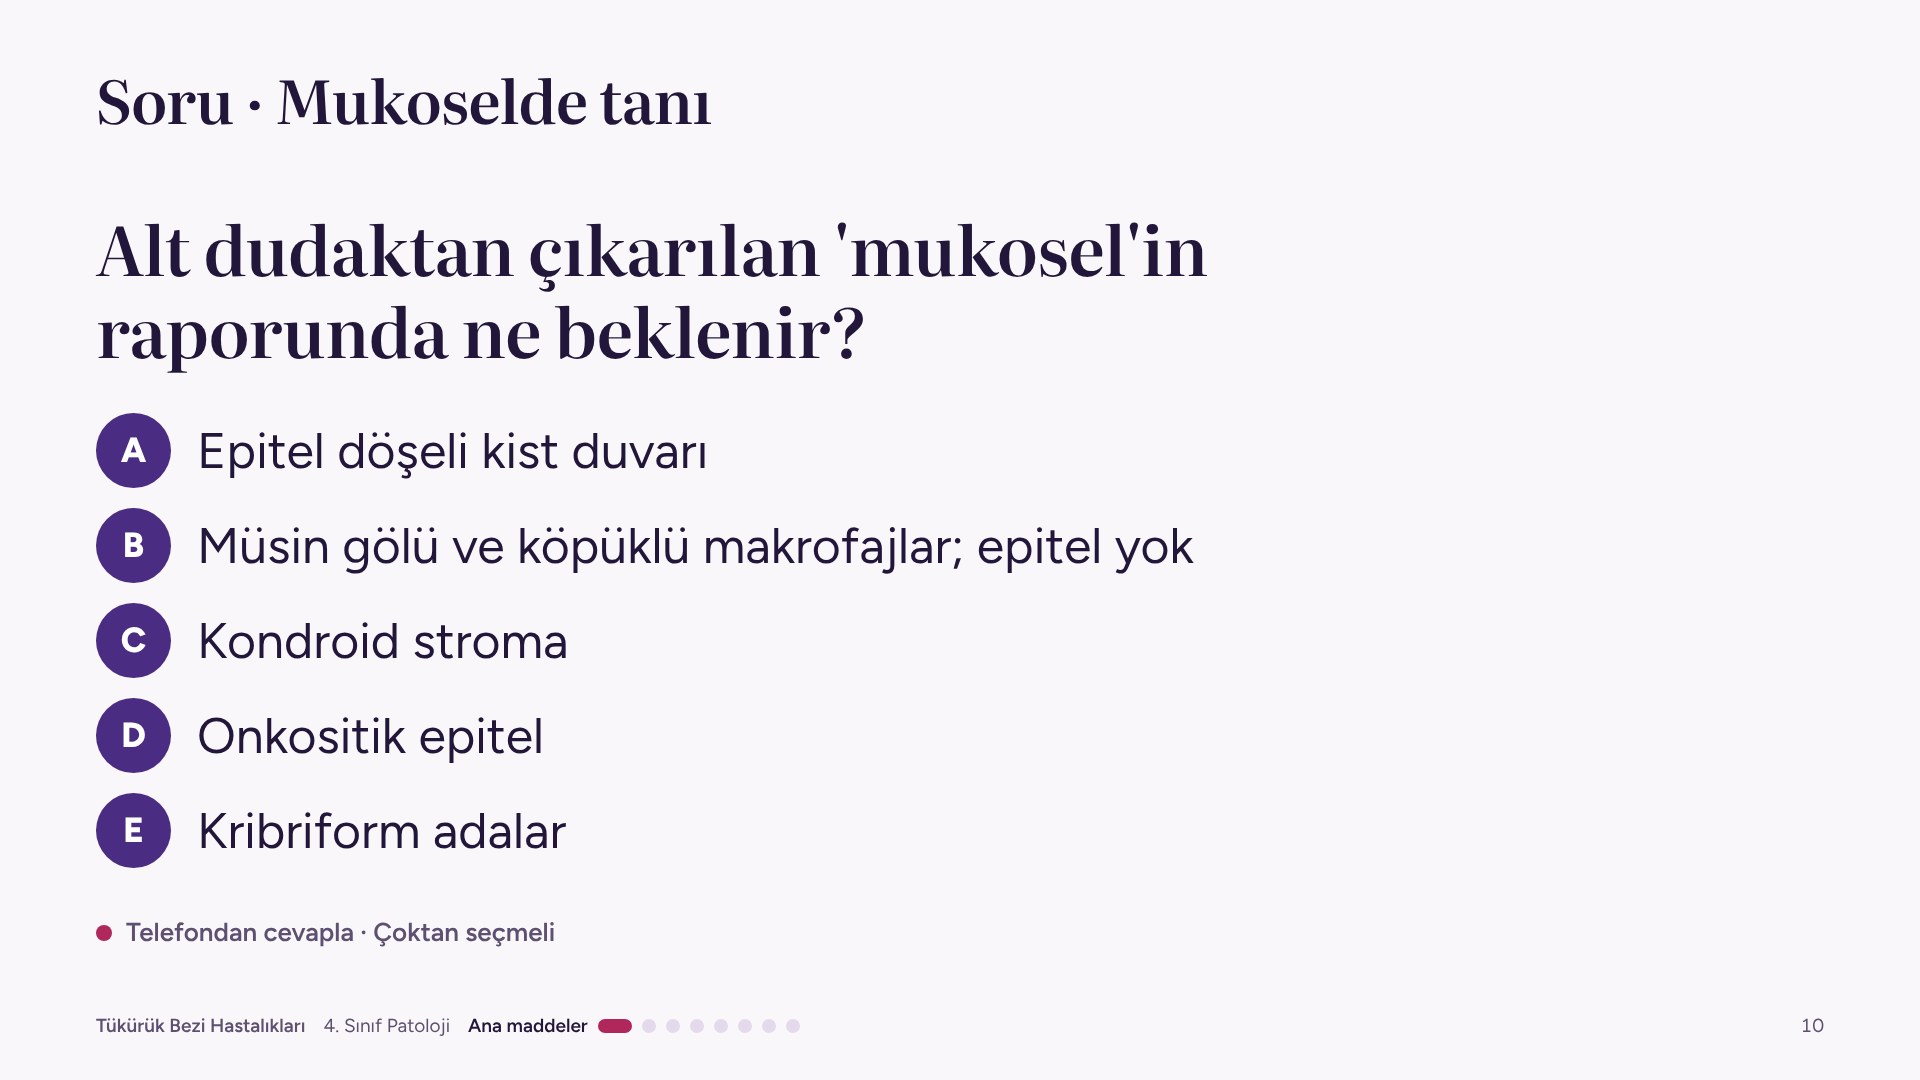 Soru · Mukoselde tanı
Alt dudaktan çıkarılan 'mukosel'in
raporunda ne beklenir?
A Epitel döşeli kist duvarı
B Müsin gölü ve köpüklü makrofajlar; epitel yok
C Kondroid stroma
D Onkositik epitel
E Kribriform adalar
Telefondan cevapla · Çoktan seçmeli
Tükürük Bezi Hastalıkları 4. Sınıf Patoloji Ana maddeler 10